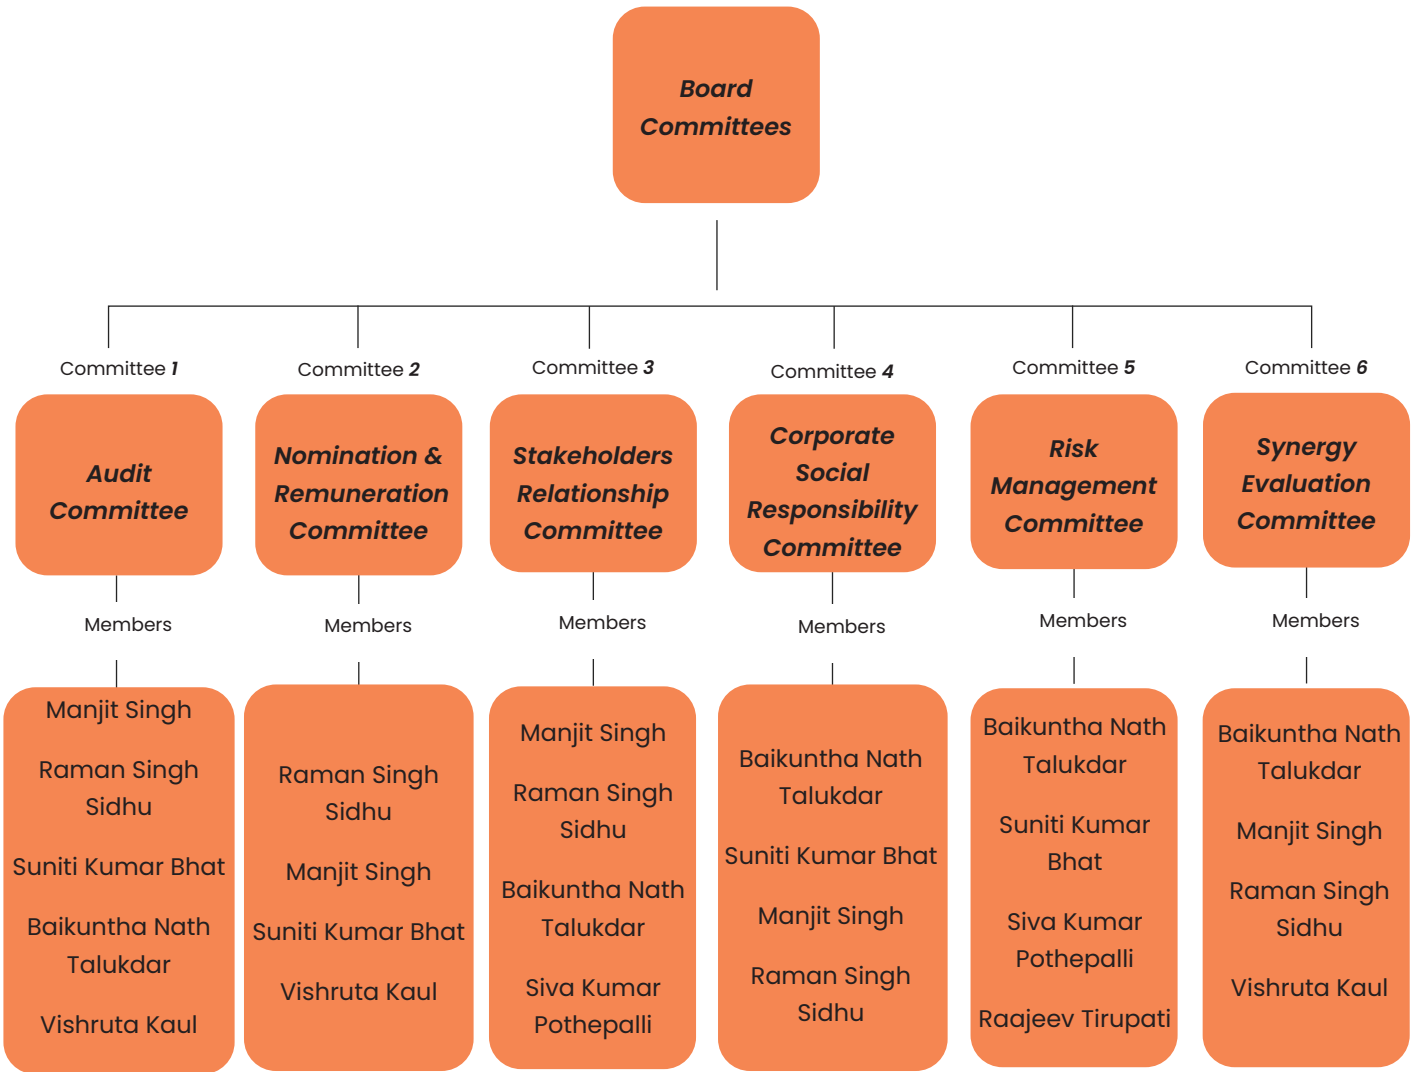 Board
Committees
Committee 1
Audit
Committee
Members
Manjit Singh
Raman Singh
Sidhu
Suniti Kumar Bhat
Baikuntha Nath
Talukdar
Vishruta Kaul
Committee 2
Nomination &
Remuneration
Committee
Members
Raman Singh
Sidhu
Manjit Singh
Suniti Kumar Bhat
Vishruta Kaul
Committee 3
Stakeholders
Relationship
Committee
Members
Manjit Singh
Raman Singh
Sidhu
Baikuntha Nath
Talukdar
Siva Kumar
Pothepalli
Committee 4
Corporate
Social
Responsibility
Committee
Members
Baikuntha Nath
Talukdar
Suniti Kumar Bhat
Manjit Singh
Raman Singh
Sidhu
Committee 5
Risk
Management
Committee
Members
Baikuntha Nath
Talukdar
Suniti Kumar
Bhat
Siva Kumar
Pothepalli
Raajeev Tirupati
Committee 6
Synergy
Evaluation
Committee
Members
Baikuntha Nath
Talukdar
Manjit Singh
Raman Singh
Sidhu
Vishruta Kaul